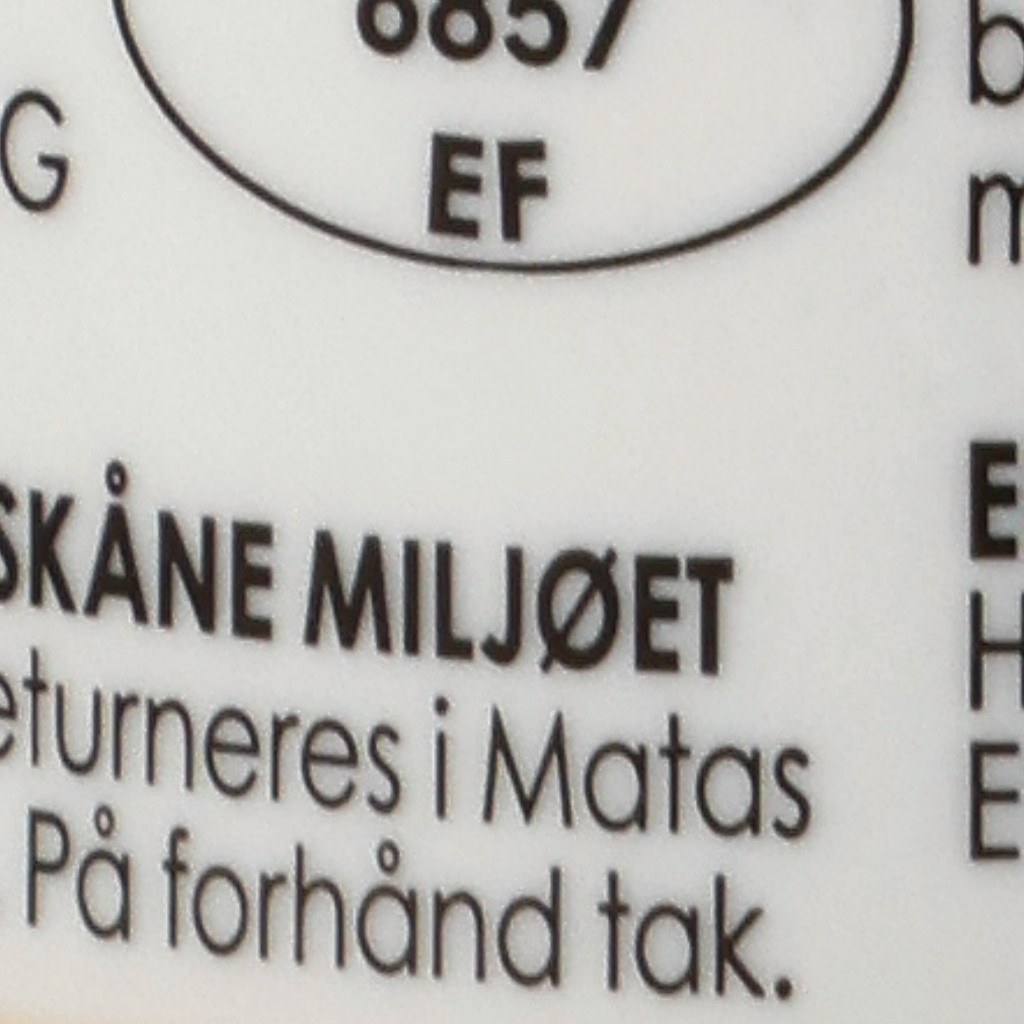 6857
EF
G
SKÅNE MILJØET
eturneres i Matas
På forhånd tak.
b
m
E
H
E